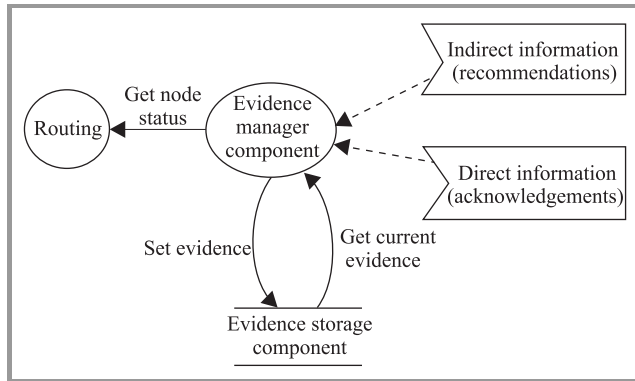 Indirect information
(recommendations)
Get node
status
Evidence
manager
component
Routing
Direct information
(acknowledgements)
Set evidence
Get current
evidence
Evidence storage
component